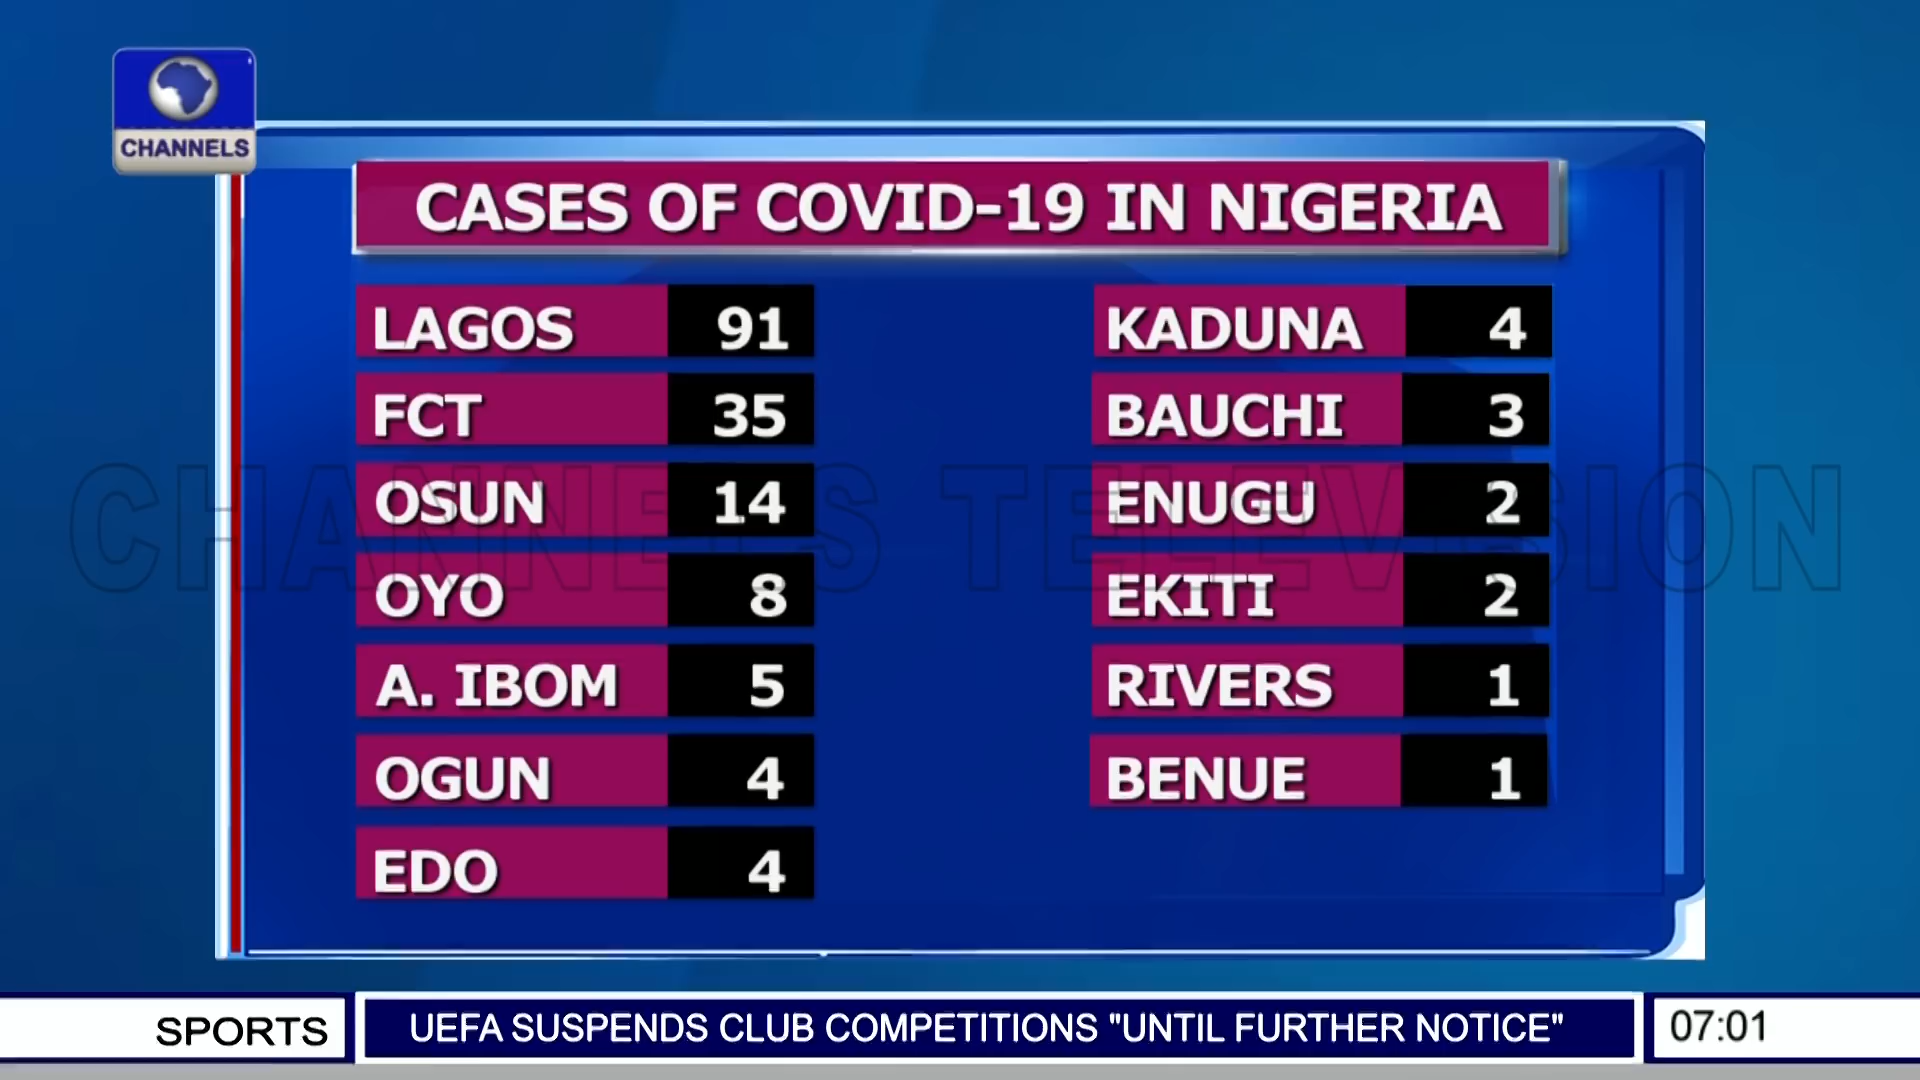 CHANNELS
CASES OF COVID-19 IN NIGERIA
LAGOS 91
FCT 35
OSUN 14
OYO 8
A. IBOM 5
OGUN 4
EDO 4
KADUNA 4
BAUCHI 3
ENUGU 2
EKITI 2
RIVERS 1
BENUE 1
CHANNELS TELEVISION
SPORTS
UEFA SUSPENDS CLUB COMPETITIONS "UNTIL FURTHER NOTICE"
07:01